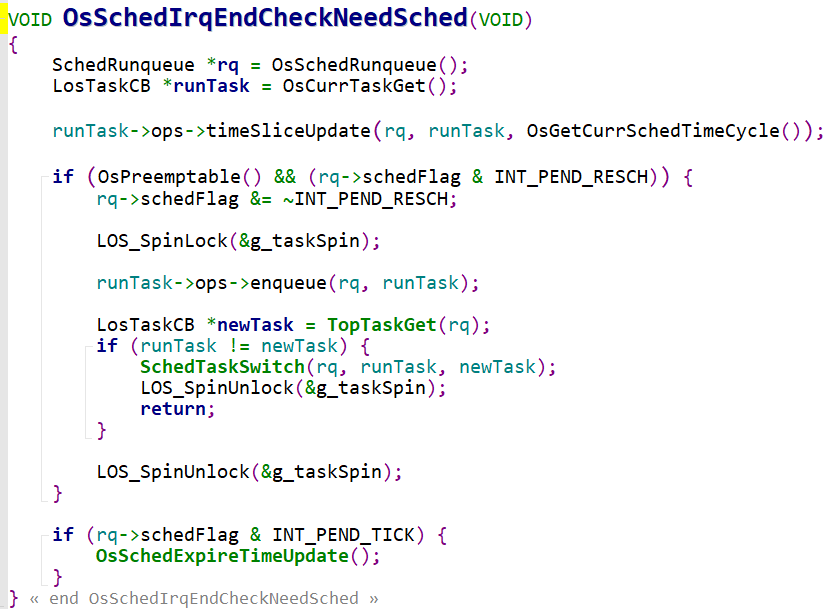 VOID OsSchedIrqEndCheckNeedSched(VOID)
{
    SchedRunqueue *rq = OsSchedRunqueue();
    LosTaskCB *runTask = OsCurrTaskGet();

    runTask->ops->timeSliceUpdate(rq, runTask, OsGetCurrSchedTimeCycle());

    if (OsPreemptable() && (rq->schedFlag & INT_PEND_RESCH)) {
        rq->schedFlag &= ~INT_PEND_RESCH;

        LOS_SpinLock(&g_taskSpin);

        runTask->ops->enqueue(rq, runTask);

        LosTaskCB *newTask = TopTaskGet(rq);
        if (runTask != newTask) {
            SchedTaskSwitch(rq, runTask, newTask);
            LOS_SpinUnlock(&g_taskSpin);
            return;
        }

        LOS_SpinUnlock(&g_taskSpin);
    }

    if (rq->schedFlag & INT_PEND_TICK) {
        OsSchedExpireTimeUpdate();
    }
} « end OsSchedIrqEndCheckNeedSched »